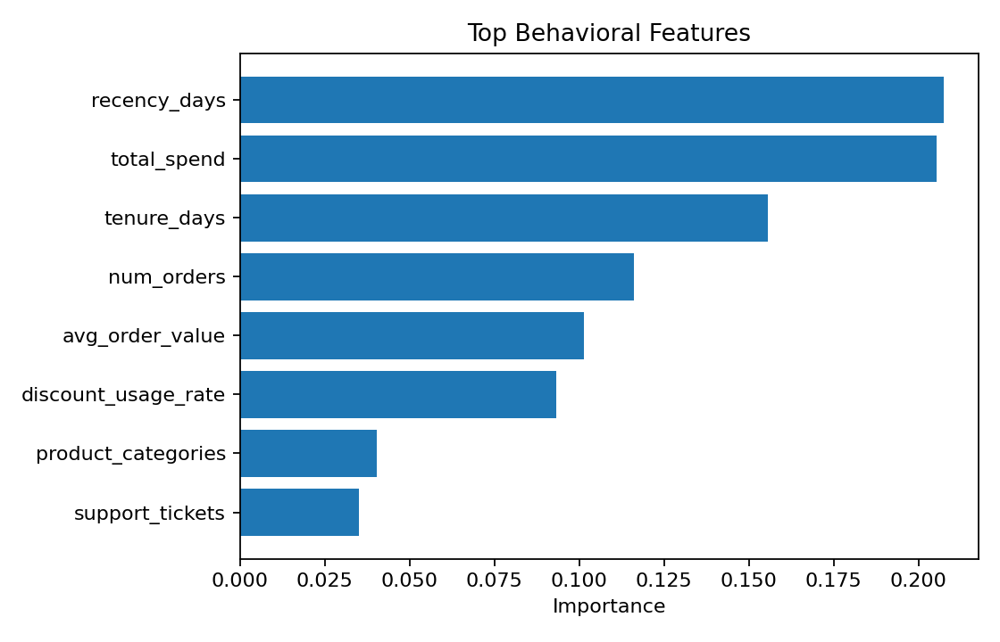 Top Behavioral Features
recency_days
total_spend
tenure_days
num_orders
avg_order_value
discount_usage_rate
product_categories
support_tickets
0.000 0.025 0.050 0.075 0.100 0.125 0.150 0.175 0.200
Importance